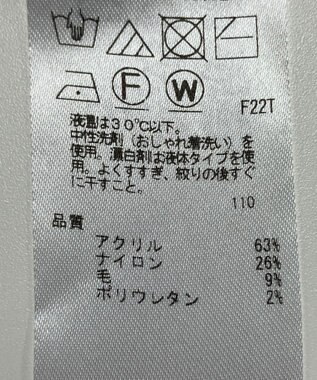 F
W
F22T
液温は30℃以下。
中性洗剤（おしゃれ着洗い）を
使用。漂白剤は液体タイプを使
用。よくすすぎ、絞りの後すぐ
に干すこと。
110
品質
アクリル 63%
ナイロン 26%
毛 9%
ポリウレタン 2%